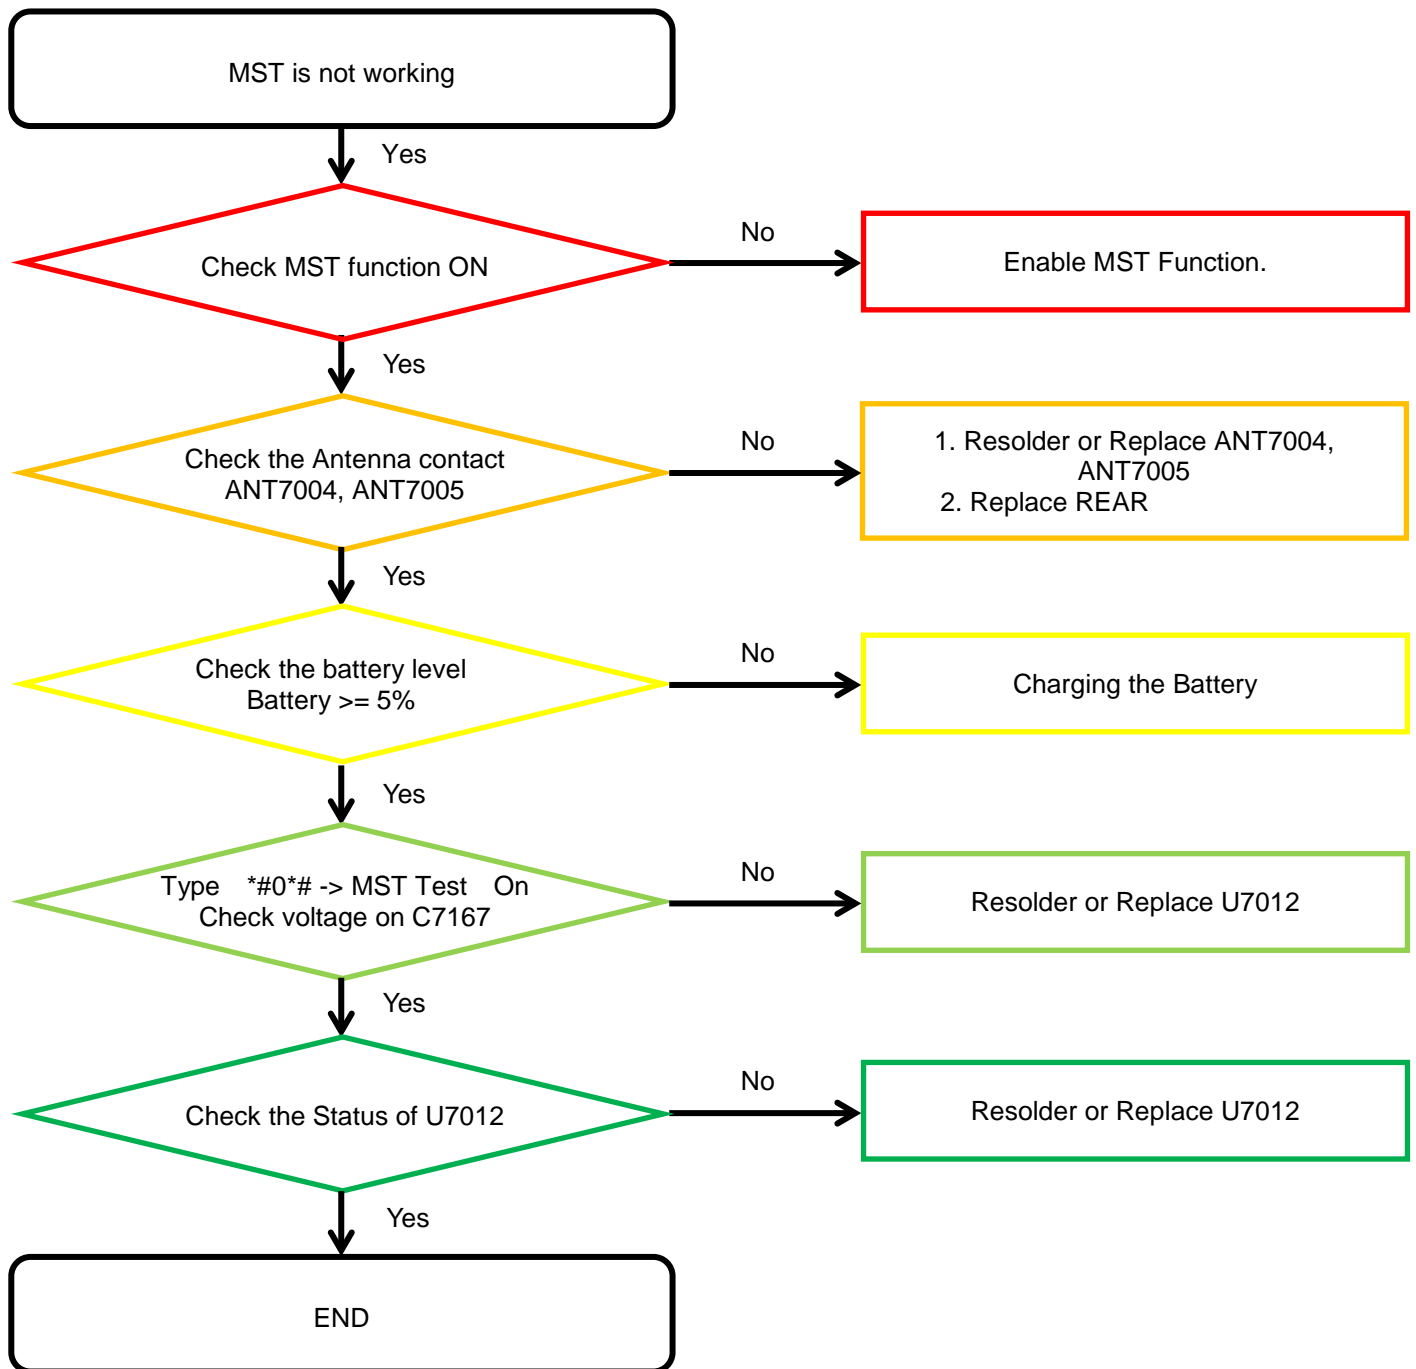 MST is not working
Yes
Check MST function ON
No
Enable MST Function.
Yes
Check the Antenna contact
ANT7004, ANT7005
No
1. Resolder or Replace ANT7004,
ANT7005
2. Replace REAR
Yes
Check the battery level
Battery >= 5%
No
Charging the Battery
Yes
Type *#0*# -> MST Test On
Check voltage on C7167
No
Resolder or Replace U7012
Yes
Check the Status of U7012
No
Resolder or Replace U7012
Yes
END